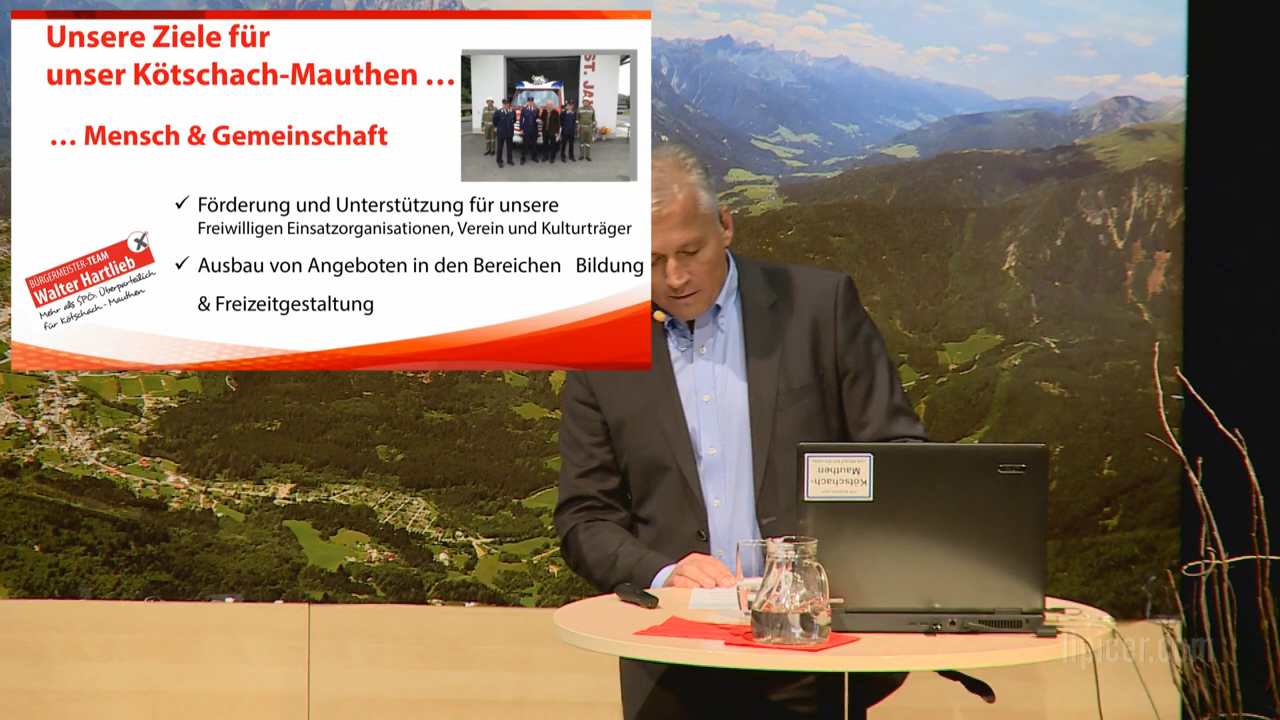 Unsere Ziele für
unser Kötschach-Mauthen ...
ST. JA
... Mensch & Gemeinschaft
✓ Förderung und Unterstützung für unsere
Freiwilligen Einsatzorganisationen, Verein und Kulturträger
✓ Ausbau von Angeboten in den Bereichen Bildung
& Freizeitgestaltung
BÜRGERMEISTER-TEAM
Walter Hartlieb
Mehr als SPÖ: Überparteilich
für Kötschach-Mauthen
Kötschach-
Mauthen
lipicer.com